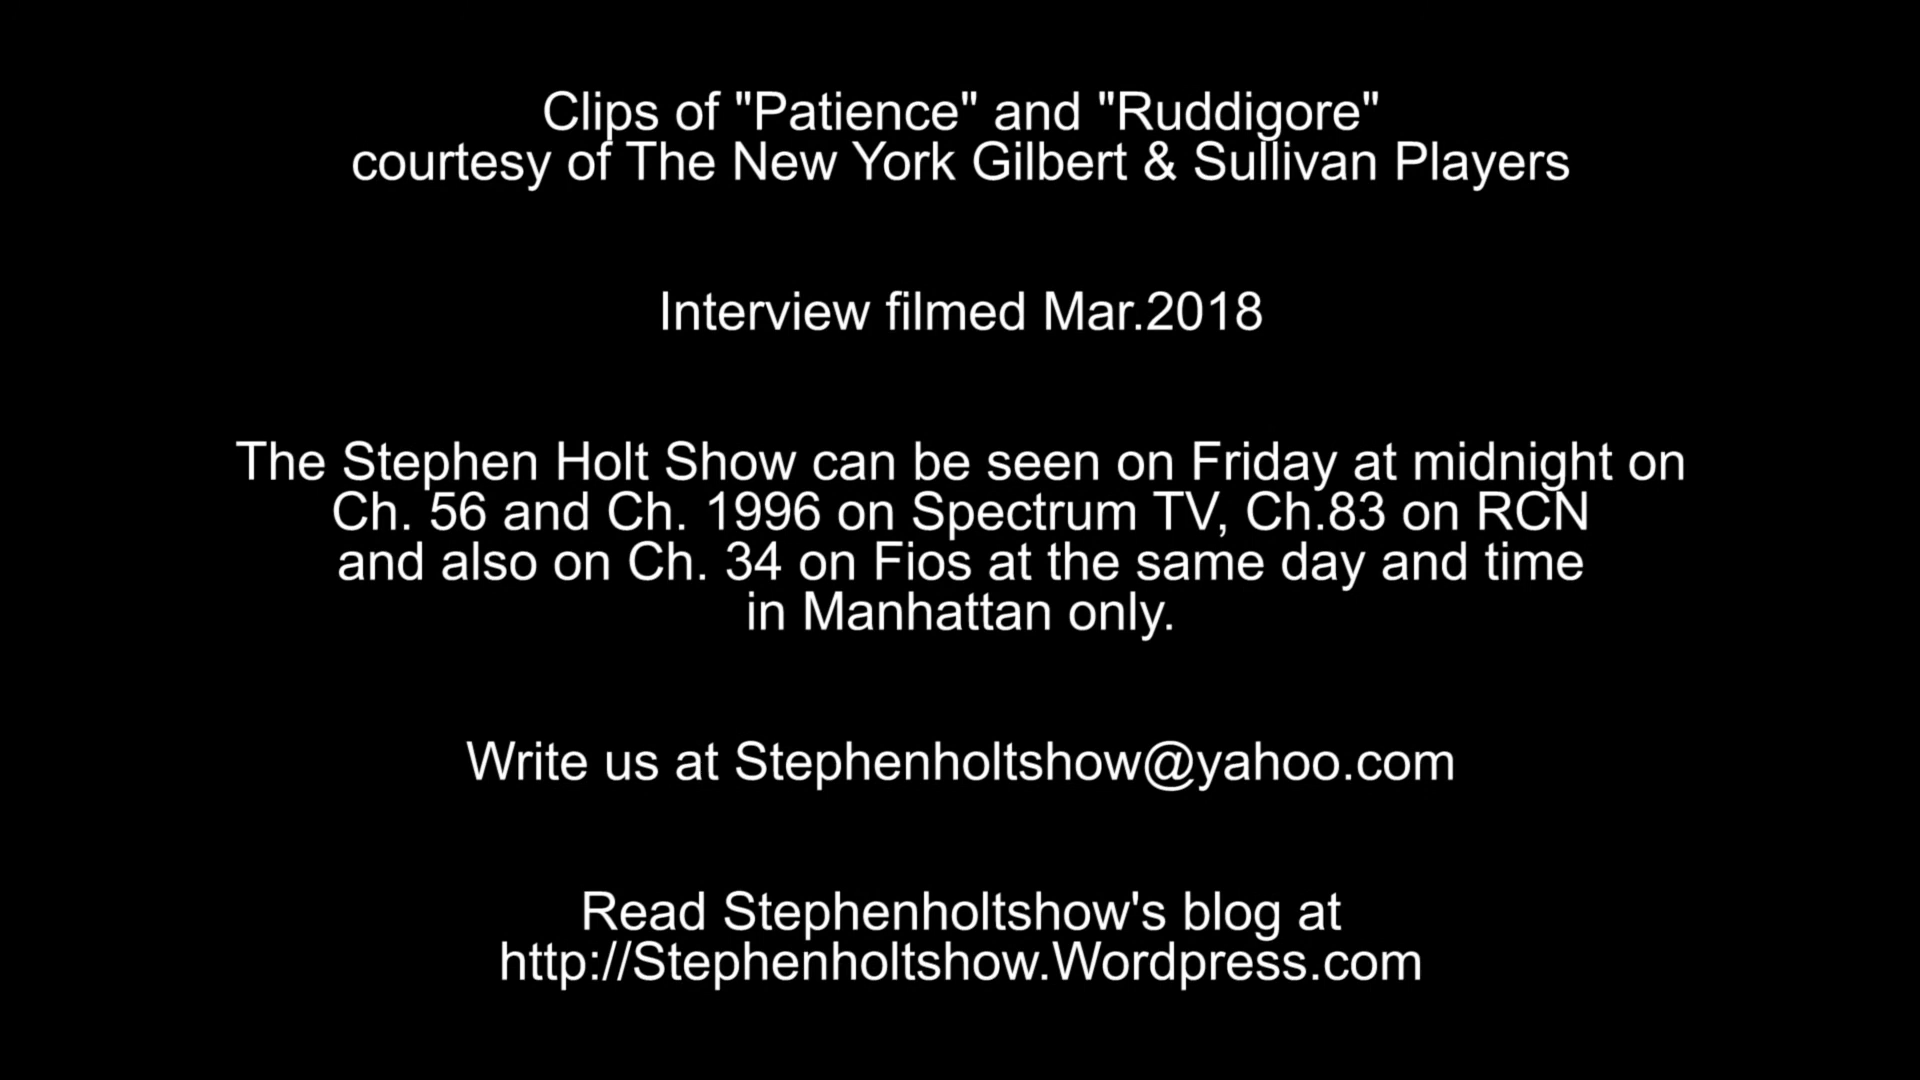 Clips of "Patience" and "Ruddigore"
courtesy of The New York Gilbert & Sullivan Players
Interview filmed Mar.2018
The Stephen Holt Show can be seen on Friday at midnight on
Ch. 56 and Ch. 1996 on Spectrum TV, Ch.83 on RCN
and also on Ch. 34 on Fios at the same day and time
in Manhattan only.
Write us at Stephenholtshow@yahoo.com
Read Stephenholtshow's blog at
http://Stephenholtshow.Wordpress.com